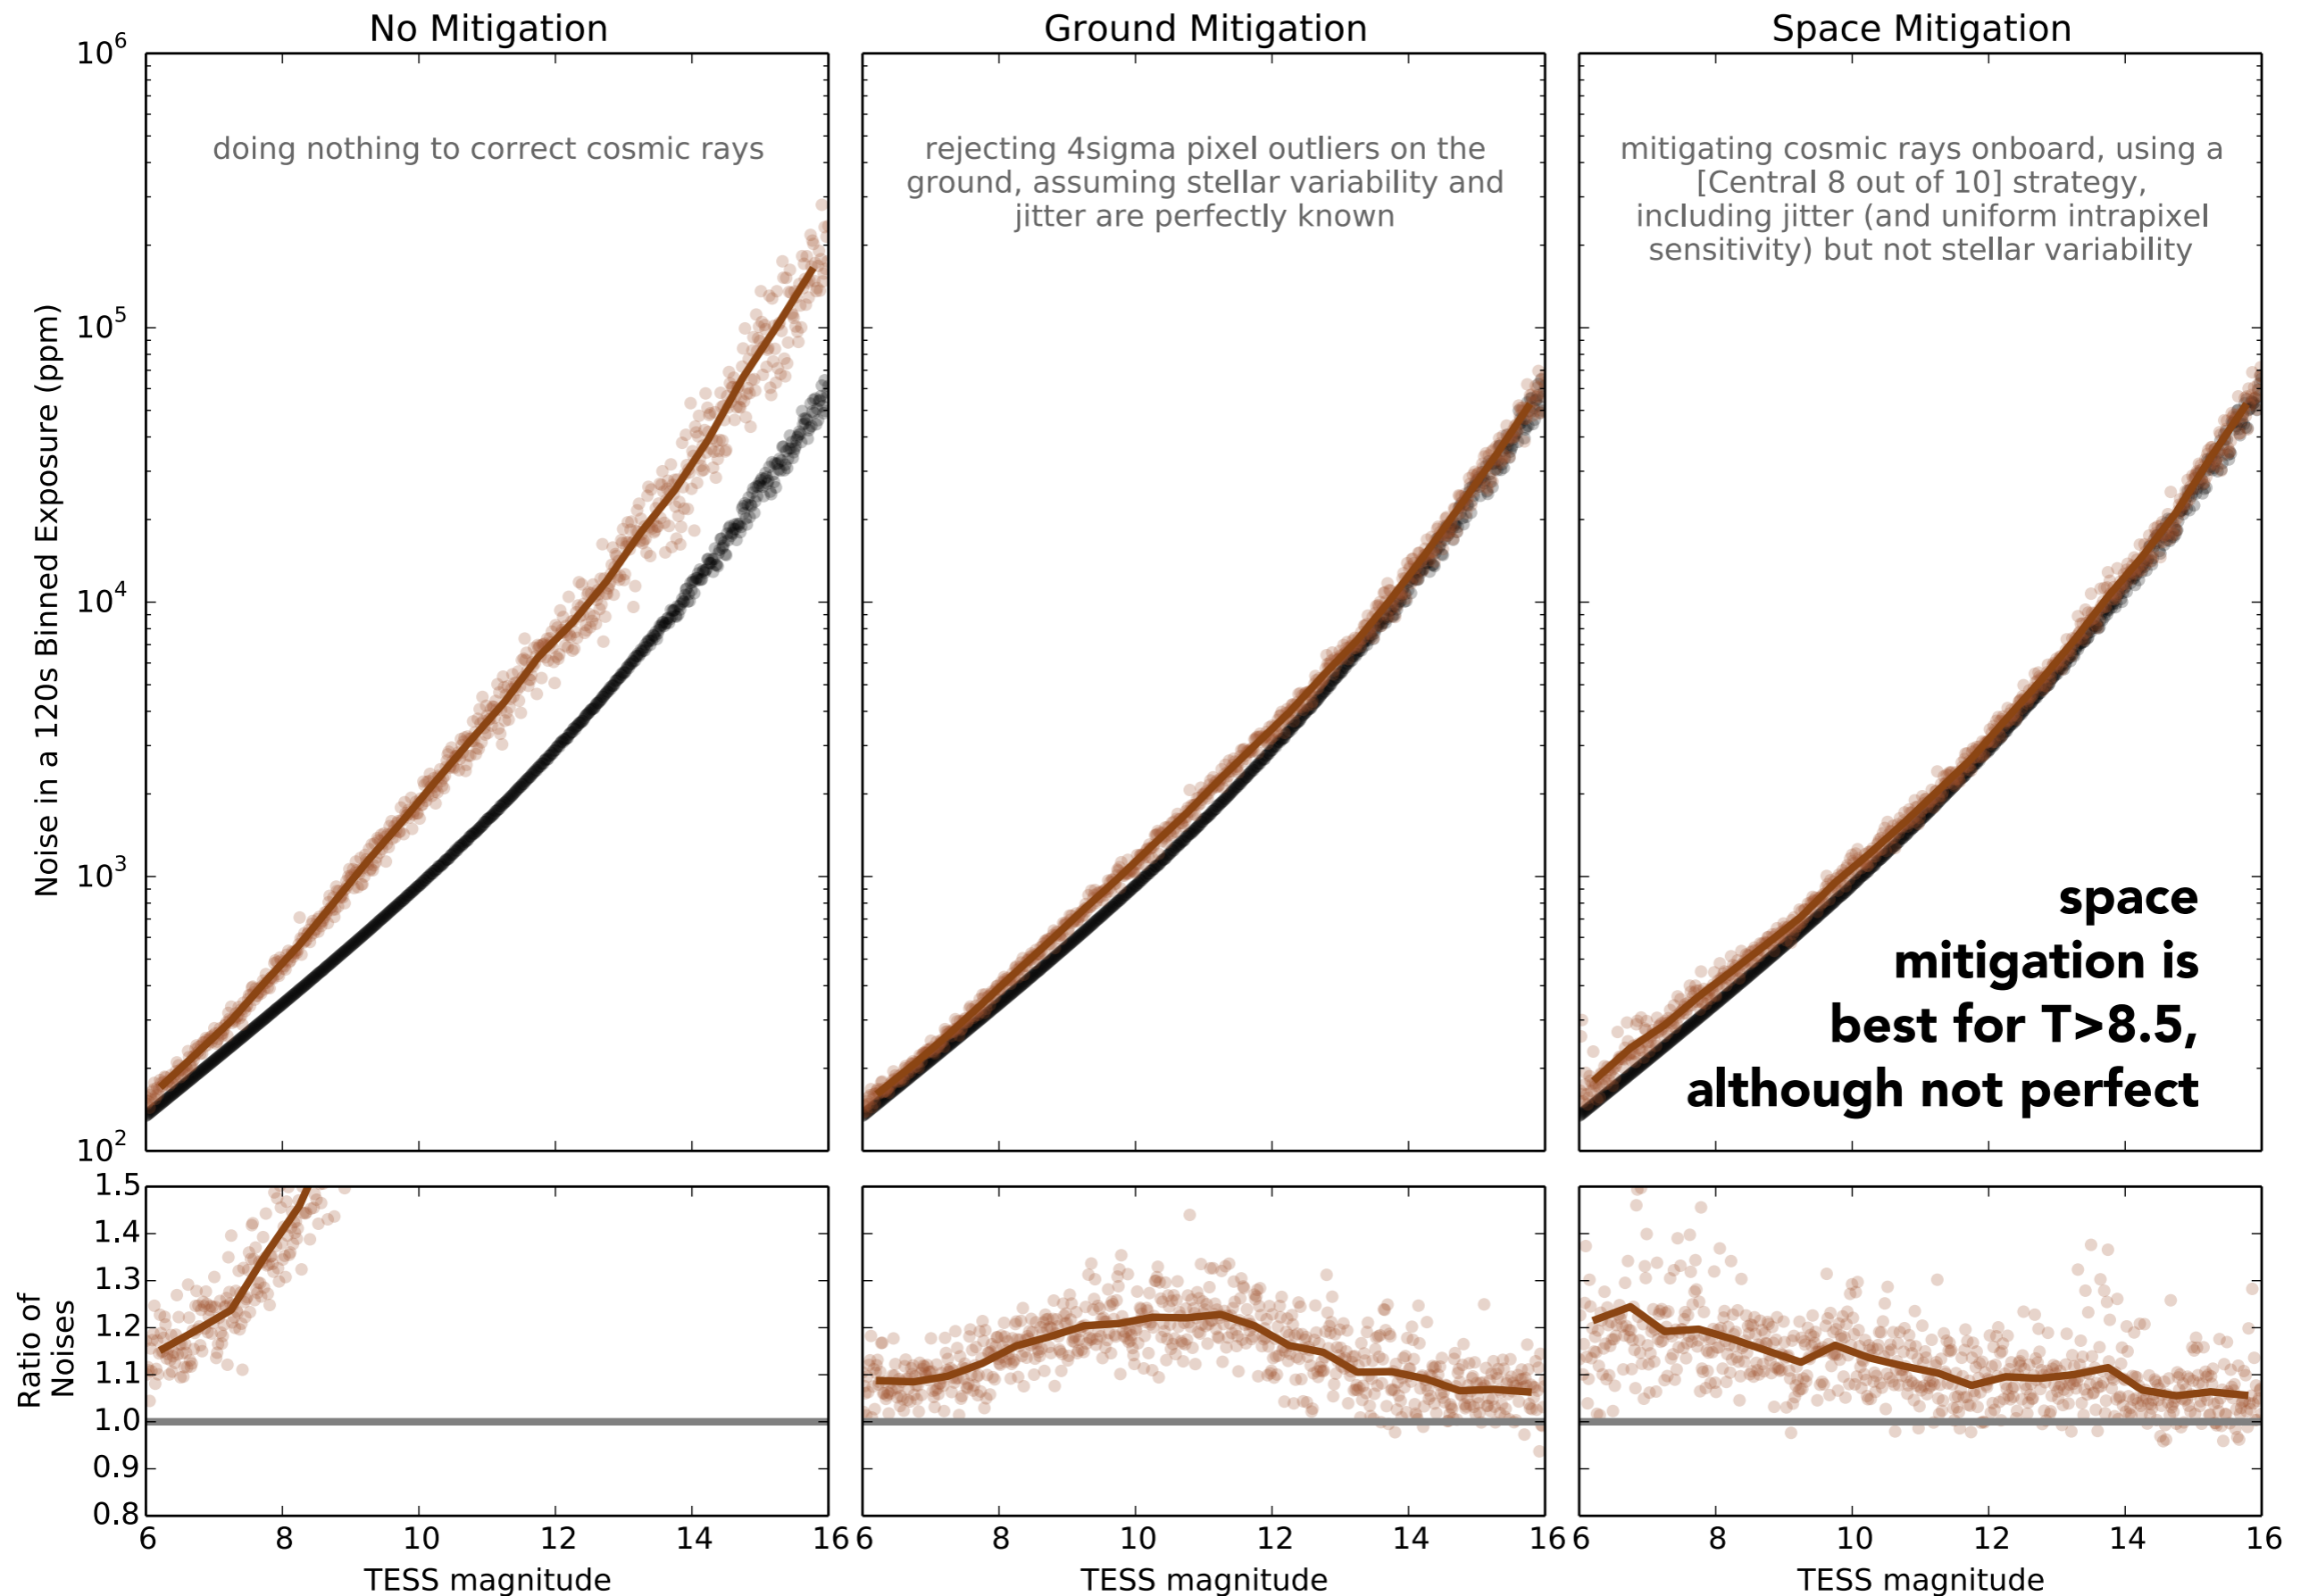 No Mitigation
Ground Mitigation
Space Mitigation
doing nothing to correct cosmic rays
rejecting 4sigma pixel outliers on the
ground, assuming stellar variability and
jitter are perfectly known
mitigating cosmic rays onboard, using a
[Central 8 out of 10] strategy,
including jitter (and uniform intrapixel
sensitivity) but not stellar variability
Noise in a 120s Binned Exposure (ppm)
10^6
10^5
10^4
10^3
10^2
space
mitigation is
best for T>8.5,
although not perfect
Ratio of
Noises
1.5
1.4
1.3
1.2
1.1
1.0
0.9
0.8
6 8 10 12 14 16
6 8 10 12 14 16
6 8 10 12 14 16
TESS magnitude
TESS magnitude
TESS magnitude